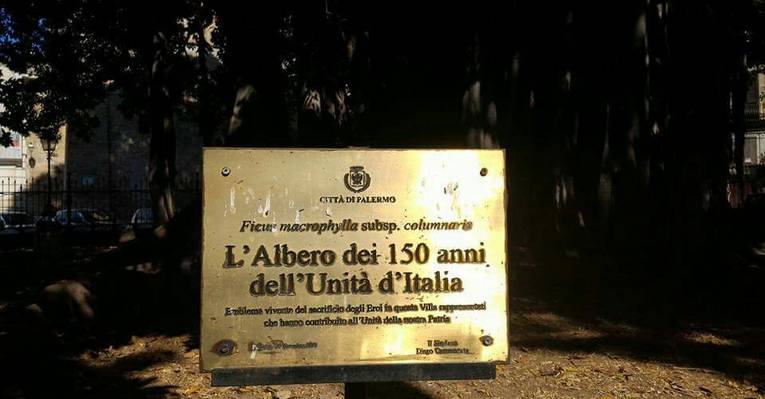 CITTÀ DI PALERMO
Ficus macrophylla subsp. columnaris
L'Albero dei 150 anni
dell'Unità d'Italia
Emblema vivente del sacrificio degli Eroi in questa Villa rappresentati
che hanno contribuito all'Unità della nostra Patria
Il Sindaco
Diego Cammarata